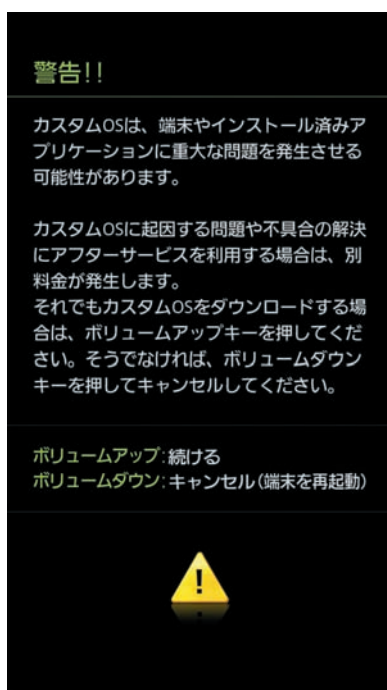 警告!!
カスタムOSは、端末やインストール済みア
プリケーションに重大な問題を発生させる
可能性があります。
カスタムOSに起因する問題や不具合の解決
にアフターサービスを利用する場合は、別
料金が発生します。
それでもカスタムOSをダウンロードする場
合は、ボリュームアップキーを押してくだ
さい。そうでなければ、ボリュームダウン
キーを押してキャンセルしてください。
ボリュームアップ:続ける
ボリュームダウン:キャンセル(端末を再起動)